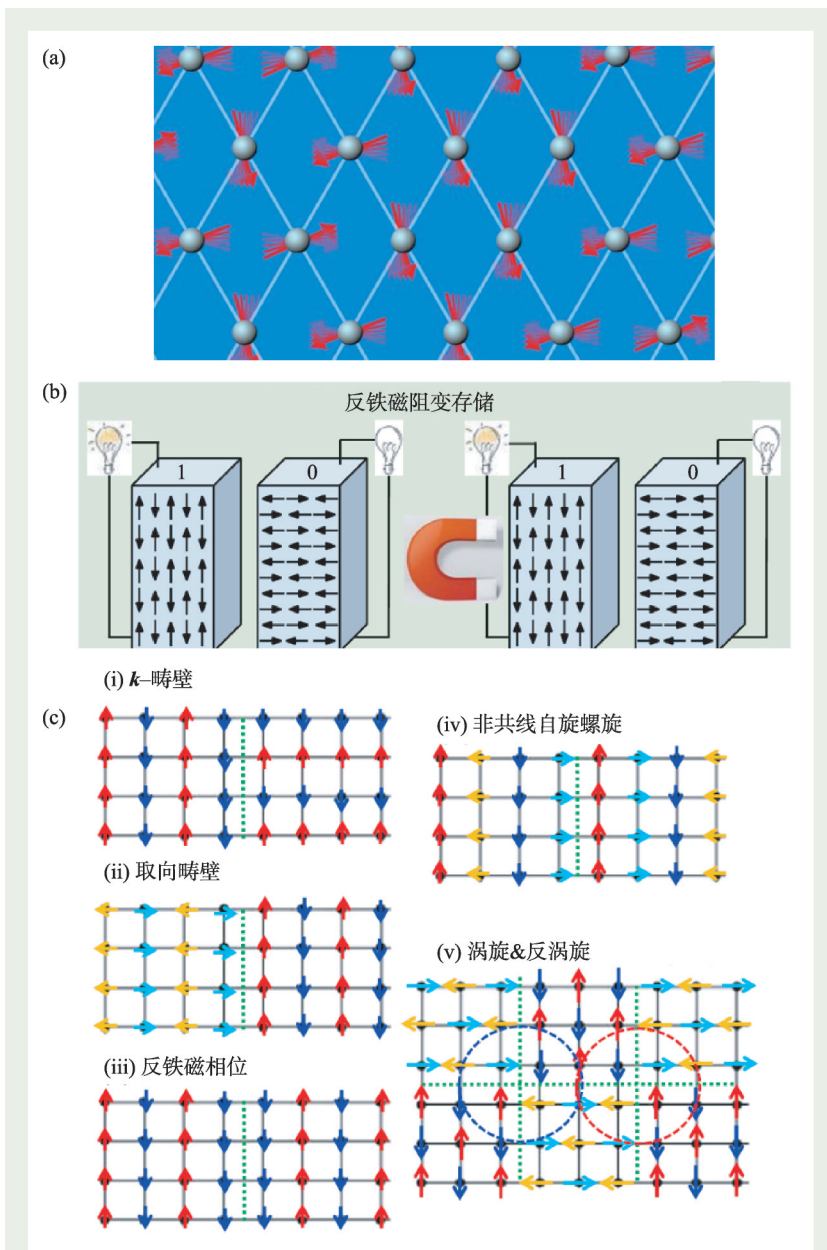 (a)
(b)
反铁磁阻变存储
1
0
1
0
(i) k–畴壁
(c)
(ii) 取向畴壁
(iii) 反铁磁相位
(iv) 非共线自旋螺旋
(v) 涡旋&反涡旋